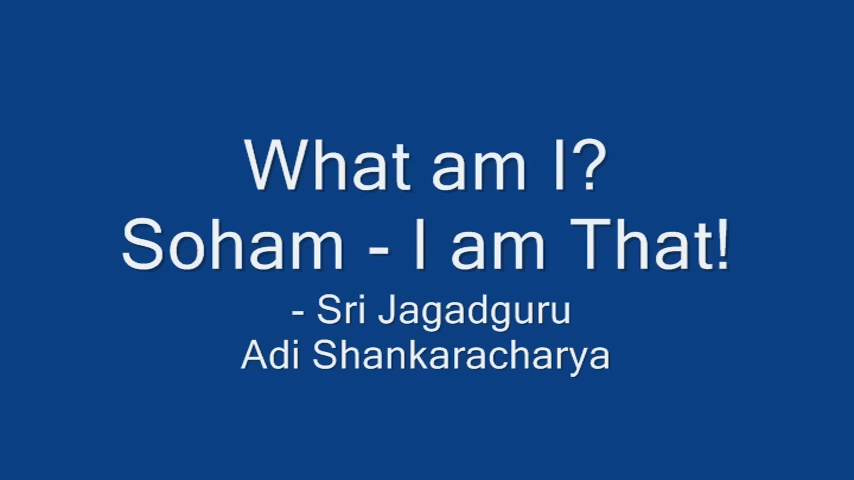 What am I?
Soham - I am That!
- Sri Jagadguru
Adi Shankaracharya